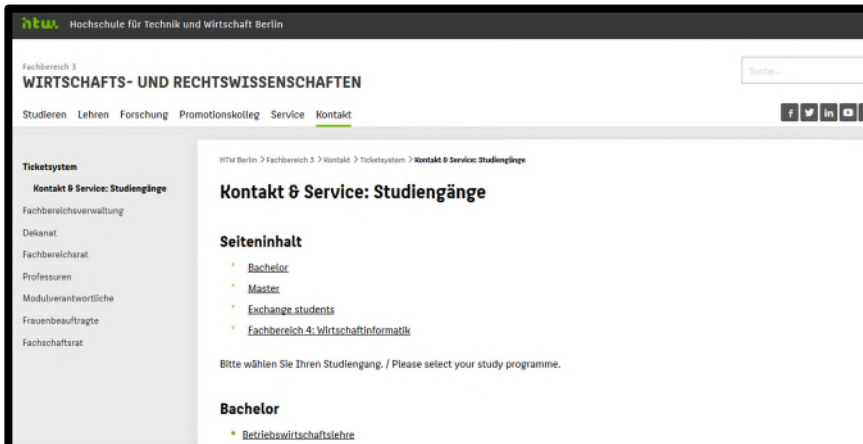 htw. Hochschule für Technik und Wirtschaft Berlin
Fachbereich 3
WIRTSCHAFTS- UND RECHTSWISSENSCHAFTEN
Suche...
Studieren Lehren Forschung Promotionskolleg Service Kontakt
Ticketsystem
Kontakt & Service: Studiengänge
Fachbereichsverwaltung
Dekanat
Fachbereichsrat
Professuren
Modulverantwortliche
Frauenbeauftragte
Fachschaftsrat
HTW Berlin > Fachbereich 3 > Kontakt > Ticketsystem > Kontakt & Service: Studiengänge
Kontakt & Service: Studiengänge
Seiteninhalt
Bachelor
Master
Exchange students
Fachbereich 4: Wirtschaftinformatik
Bitte wählen Sie Ihren Studiengang. / Please select your study programme.
Bachelor
Betriebswirtschaftslehre